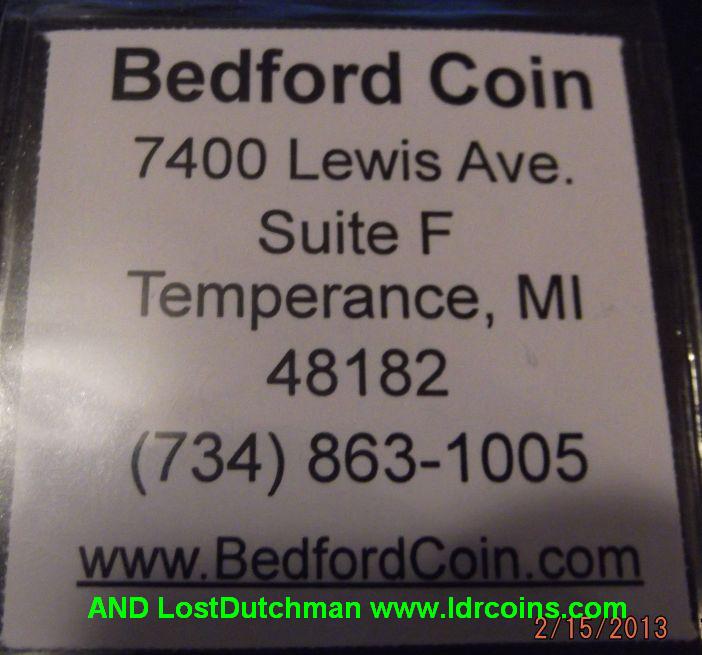 Bedford Coin
7400 Lewis Ave.
Suite F
Temperance, MI
48182
(734) 863-1005
www.BedfordCoin.com
AND LostDutchman www.ldrcoins.com
2/15/2013